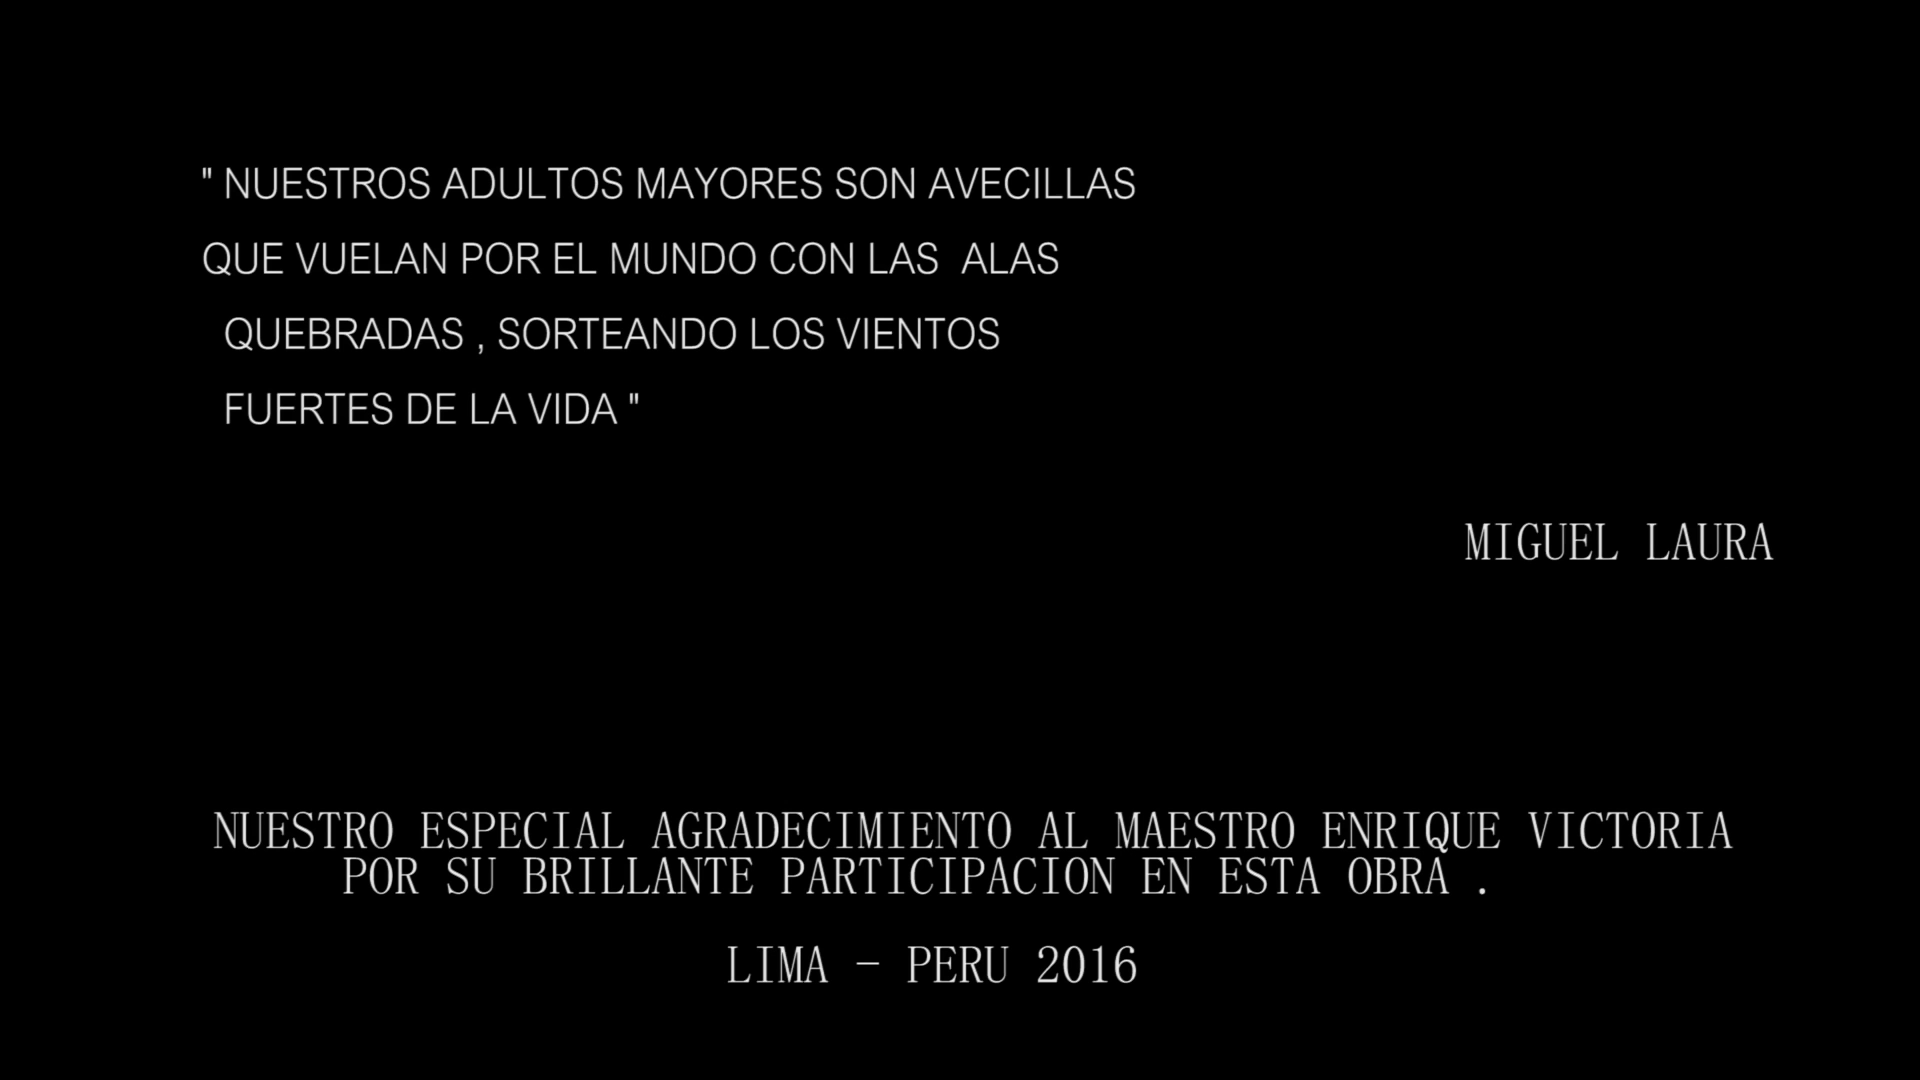 " NUESTROS ADULTOS MAYORES SON AVECILLAS
QUE VUELAN POR EL MUNDO CON LAS  ALAS
QUEBRADAS , SORTEANDO LOS VIENTOS
FUERTES DE LA VIDA "
MIGUEL LAURA
NUESTRO ESPECIAL AGRADECIMIENTO AL MAESTRO ENRIQUE VICTORIA
POR SU BRILLANTE PARTICIPACION EN ESTA OBRA .
LIMA - PERU 2016